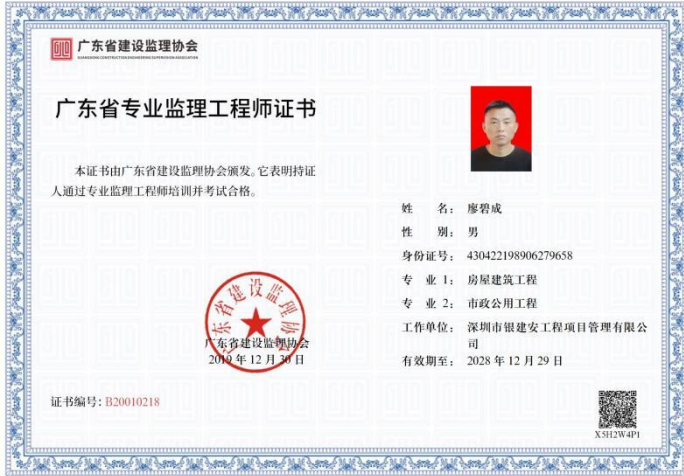 广东省建设监理协会
GUANGDONG CONSTRUCTION ENGINEERING SUPERVISION ASSOCIATION
广东省专业监理工程师证书
本证书由广东省建设监理协会颁发。它表明持证
人通过专业监理工程师培训并考试合格。
姓 名：廖碧成
性 别：男
身份证号：430422198906279658
专 业 1：房屋建筑工程
专 业 2：市政公用工程
工作单位：深圳市银建安工程项目管理有限公
司
有效期至：2028 年 12 月 29 日
广东省建设监理协会
广东省建设监理协会
2019 年 12 月 30 日
证书编号：B20010218
X5H2W4P1